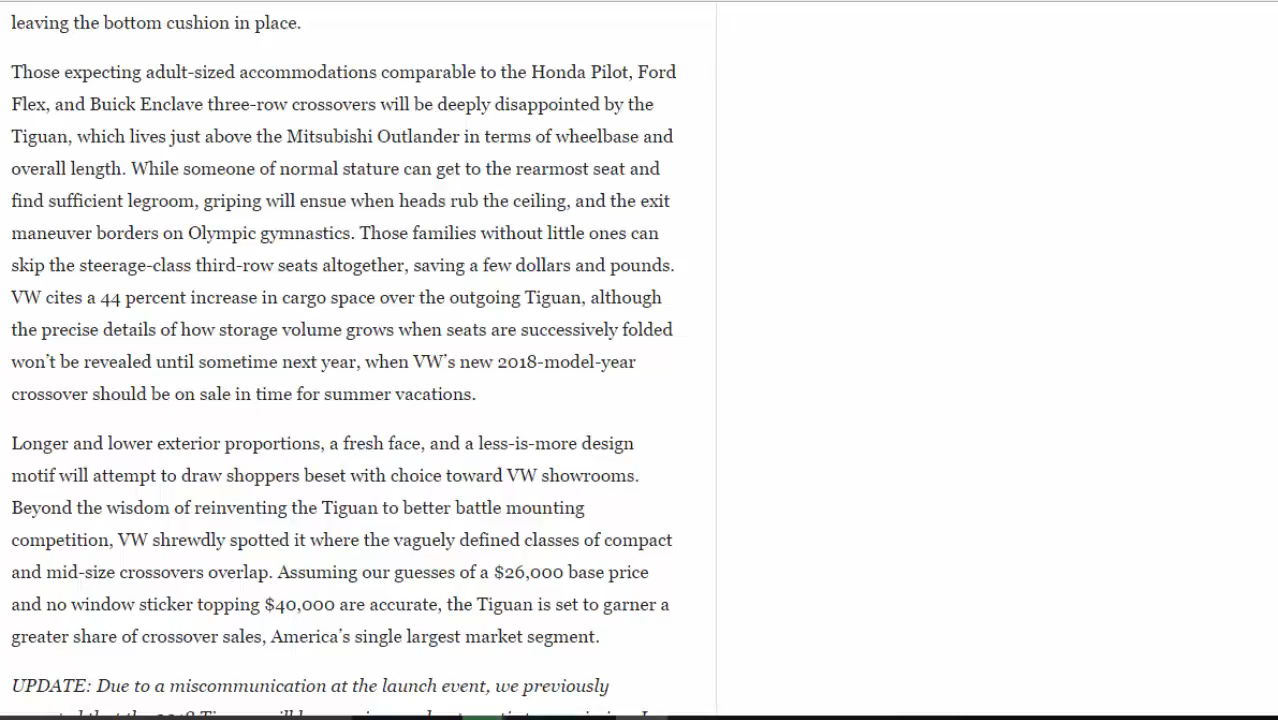 leaving the bottom cushion in place.
Those expecting adult-sized accommodations comparable to the Honda Pilot, Ford
Flex, and Buick Enclave three-row crossovers will be deeply disappointed by the
Tiguan, which lives just above the Mitsubishi Outlander in terms of wheelbase and
overall length. While someone of normal stature can get to the rearmost seat and
find sufficient legroom, griping will ensue when heads rub the ceiling, and the exit
maneuver borders on Olympic gymnastics. Those families without little ones can
skip the steerage-class third-row seats altogether, saving a few dollars and pounds.
VW cites a 44 percent increase in cargo space over the outgoing Tiguan, although
the precise details of how storage volume grows when seats are successively folded
won’t be revealed until sometime next year, when VW’s new 2018-model-year
crossover should be on sale in time for summer vacations.
Longer and lower exterior proportions, a fresh face, and a less-is-more design
motif will attempt to draw shoppers beset with choice toward VW showrooms.
Beyond the wisdom of reinventing the Tiguan to better battle mounting
competition, VW shrewdly spotted it where the vaguely defined classes of compact
and mid-size crossovers overlap. Assuming our guesses of a $26,000 base price
and no window sticker topping $40,000 are accurate, the Tiguan is set to garner a
greater share of crossover sales, America’s single largest market segment.
UPDATE: Due to a miscommunication at the launch event, we previously